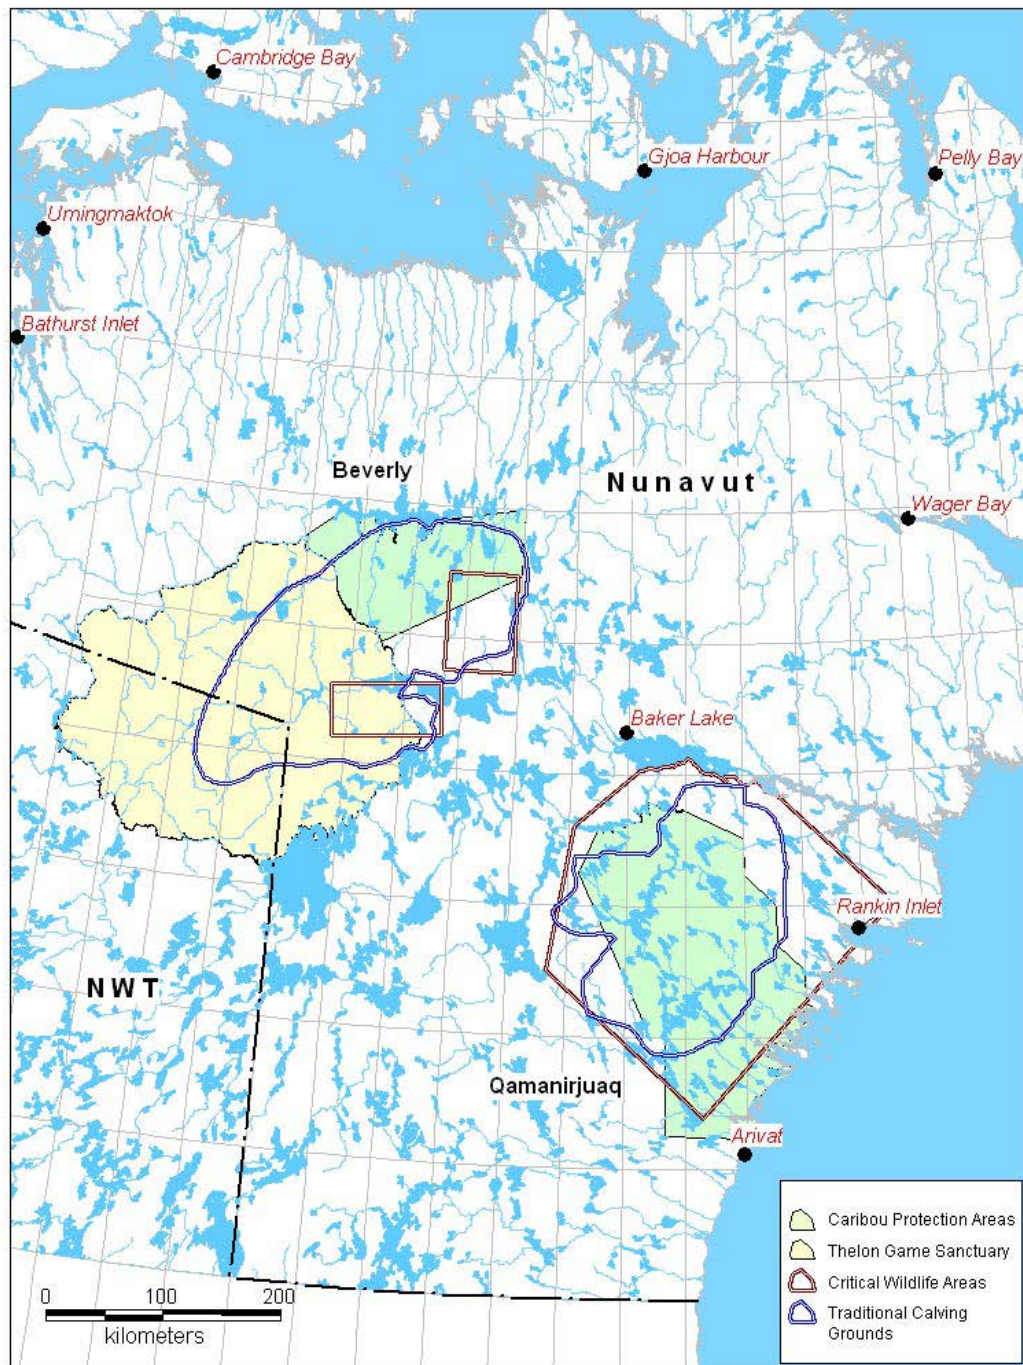 Cambridge Bay
Gjoa Harbour
Pelly Bay
Umingmaktok
Bathurst Inlet
Beverly
Nunavut
Wager Bay
Baker Lake
Rankin Inlet
NWT
Qamanirjuaq
Arivat
Caribou Protection Areas
Thelon Game Sanctuary
Critical Wildlife Areas
Traditional Calving
Grounds
0 100 200
kilometers